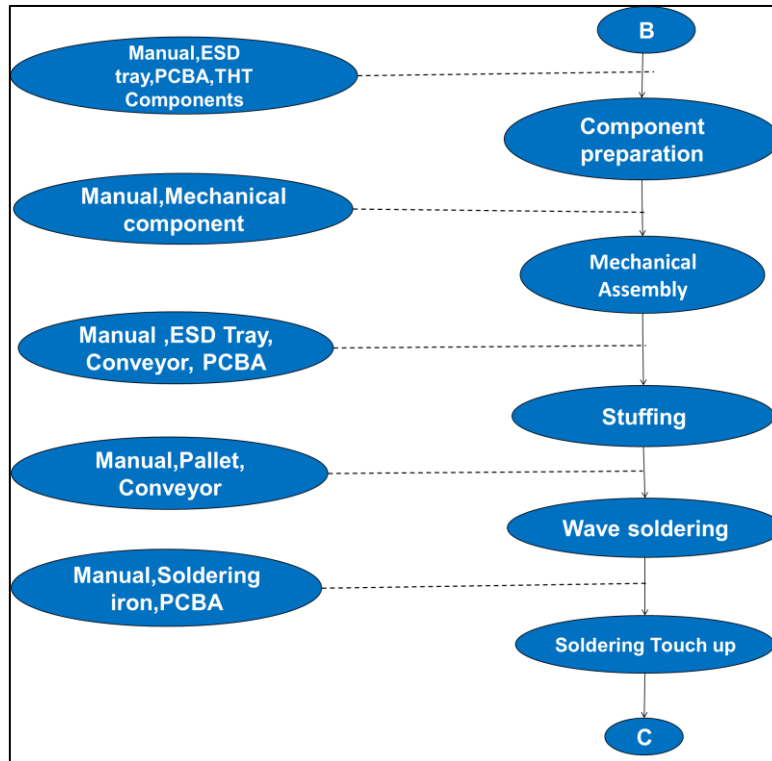 B
Manual,ESD
tray,PCBA,THT
Components
Component
preparation
Manual,Mechanical
component
Mechanical
Assembly
Manual ,ESD Tray,
Conveyor, PCBA
Stuffing
Manual,Pallet,
Conveyor
Wave soldering
Manual,Soldering
iron,PCBA
Soldering Touch up
C